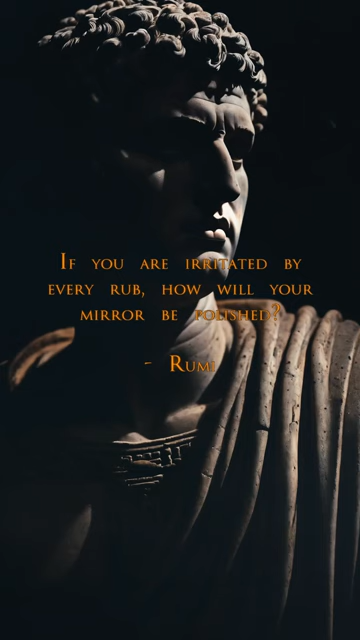 If you are irritated by
every rub, how will your
mirror be polished?
- Rumi